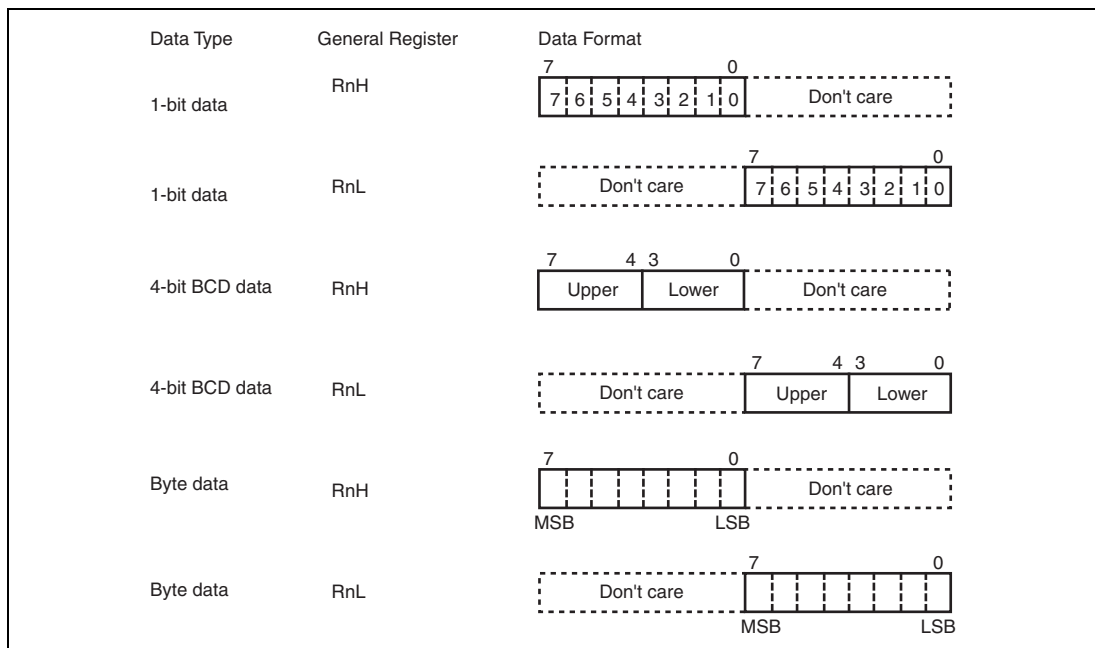 Data Type General Register Data Format
7 0
1-bit data RnH 7 6 5 4 3 2 1 0 Don't care
7 0
1-bit data RnL Don't care 7 6 5 4 3 2 1 0
7 4 3 0
4-bit BCD data RnH Upper Lower Don't care
7 4 3 0
4-bit BCD data RnL Don't care Upper Lower
7 0
Byte data RnH Don't care
MSB LSB
7 0
Byte data RnL Don't care
MSB LSB